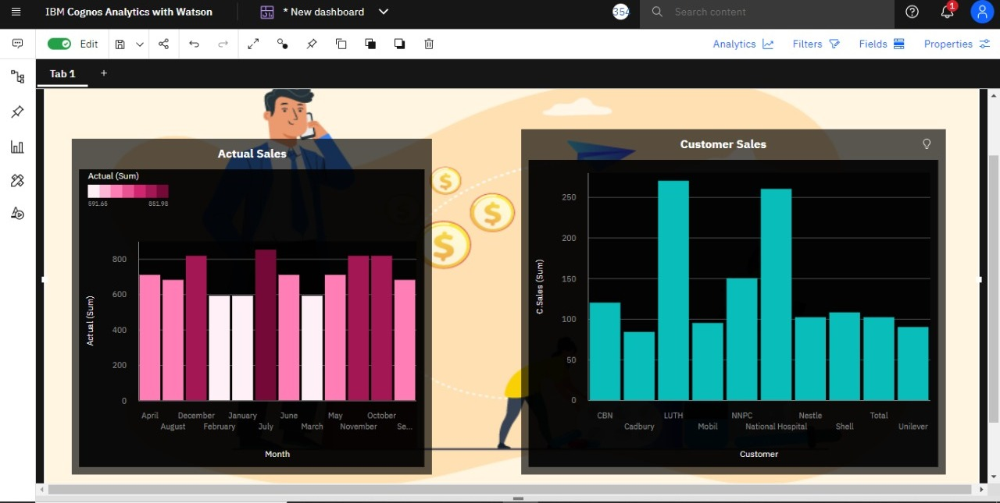 IBM Cognos Analytics with Watson
* New dashboard
354
Search content
1
Edit
Analytics
Filters
Fields
Properties
Tab 1
+
Actual Sales
Actual (Sum)
591.66 851.98
800
600
400
200
0
Actual (Sum)
April December January June May October
August February July March November Se...
Month
$
$
$
Customer Sales
250
200
150
100
50
0
C.Sales (Sum)
CBN LUTH NNPC Nestle Total
Cadbury Mobil National Hospital Shell Unilever
Customer